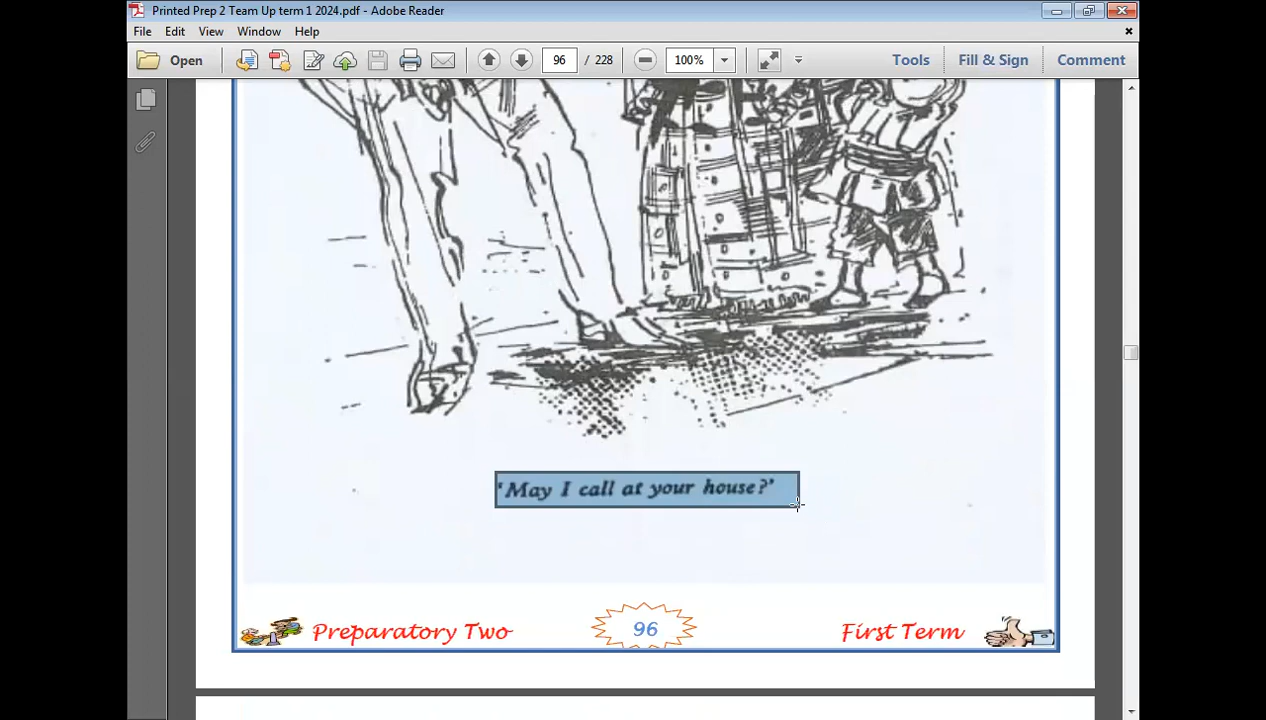 Printed Prep 2 Team Up term 1 2024.pdf - Adobe Reader
File Edit View Window Help
Open 96 / 228 100% Tools Fill & Sign Comment
‘May I call at your house?’
Preparatory Two 96 First Term